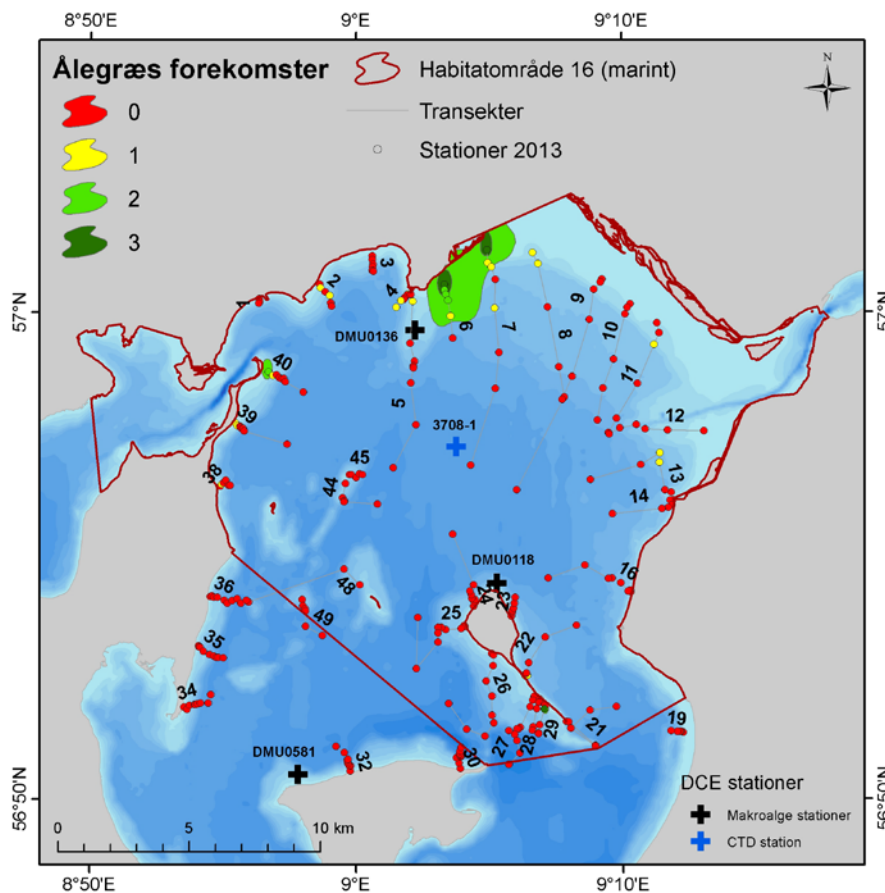 8°50'E
9°0'E
9°10'E
Ålegræs forekomster
0
1
2
3
Habitatområde 16 (marint)
Transekter
Stationer 2013
N
57°N
57°N
1
2
3
4
DMU0136
5
6
7
8
9
10
11
12
13
14
40
39
38
3708-1
45
44
DMU0118
16
36
48
49
25
24
23
22
35
34
26
27
28
29
21
19
DMU0581
32
30
56°50'N
56°50'N
0 5 10 km
DCE stationer
Makroalge stationer
CTD station
8°50'E
9°0'E
9°10'E